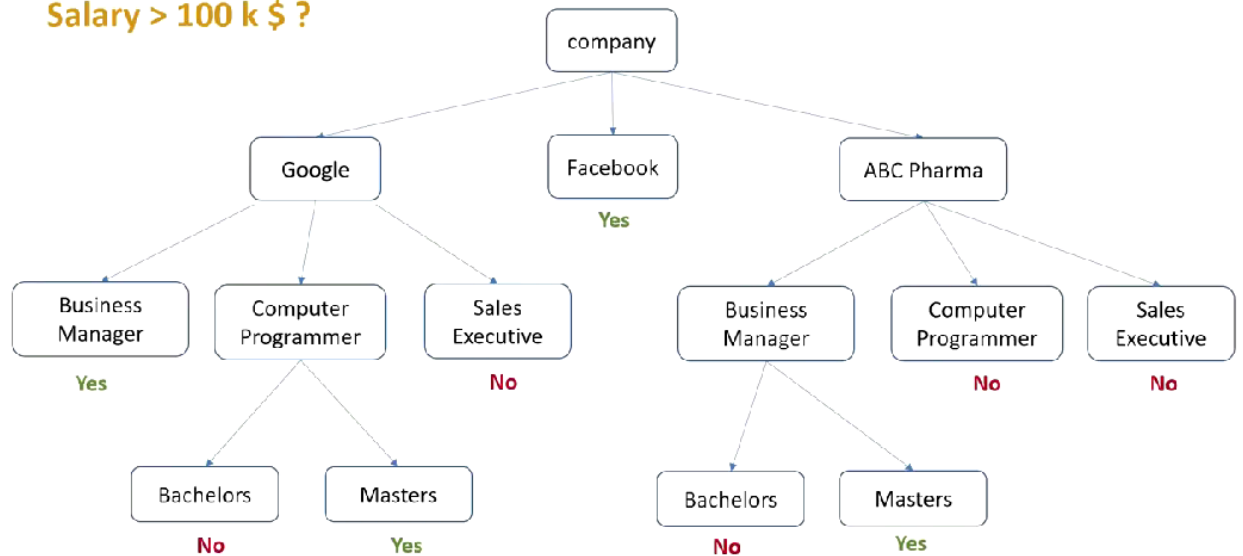 Salary > 100 k $ ?
company
Google
Facebook
ABC Pharma
Yes
Business
Manager
Computer
Programmer
Sales
Executive
Business
Manager
Computer
Programmer
Sales
Executive
Yes
No
No
No
Bachelors
Masters
Bachelors
Masters
No
Yes
No
Yes